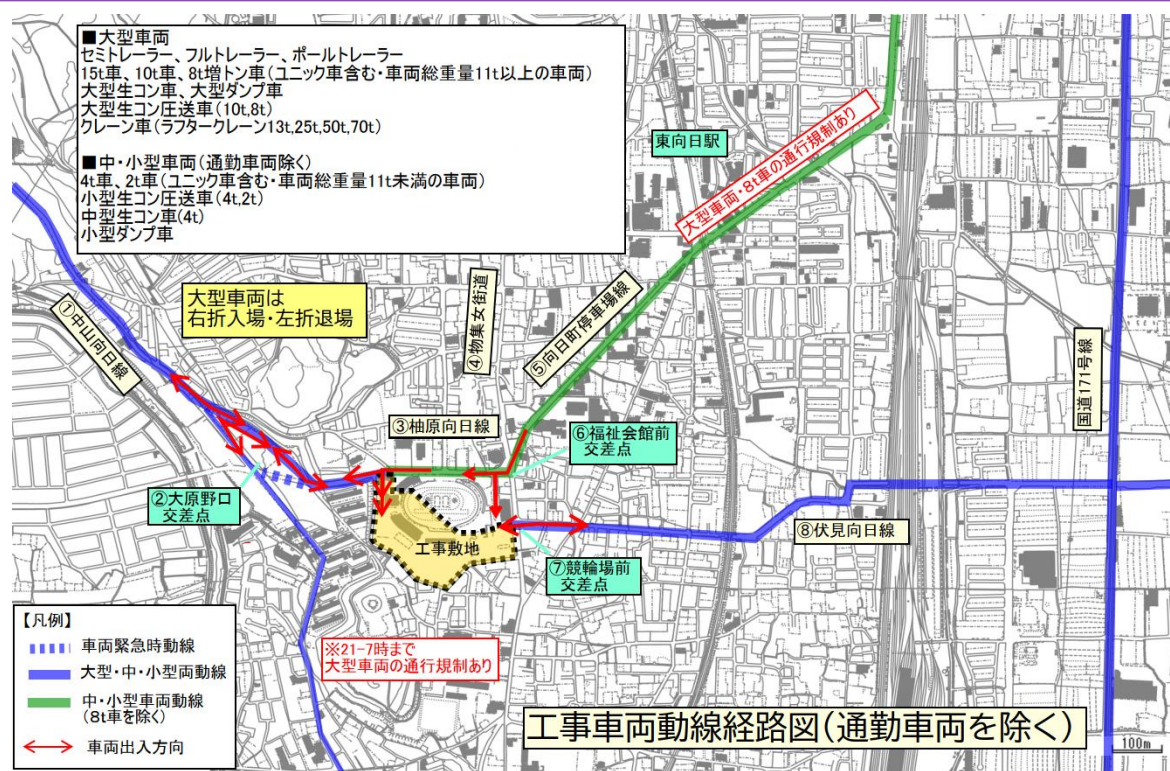 ■大型車両
セミトレーラー、フルトレーラー、ポールトレーラー
15t車、10t車、8t増トン車(ユニック車含む・車両総重量11t以上の車両)
大型生コン車、大型ダンプ車
大型生コン圧送車(10t,8t)
クレーン車(ラフタークレーン13t,25t,50t,70t)
■中・小型車両(通勤車両除く)
4t車、2t車(ユニック車含む・車両総重量11t未満の車両)
小型生コン圧送車(4t,2t)
中型生コン車(4t)
小型ダンプ車
東向日駅
大型車両・8t車の通行規制あり
大型車両は
右折入場・左折退場
①中山向日線
④物集女街道
⑤向日町停車場線
国道171号線
③柚原向日線
⑥福祉会館前
交差点
②大原野口
交差点
工事敷地
⑧伏見向日線
⑦競輪場前
交差点
【凡例】
車両緊急時動線
大型・中・小型両動線
中・小型車両動線
(8t車を除く)
車両出入方向
※21-7時まで
大型車両の通行規制あり
工事車両動線経路図(通勤車両を除く)
100m